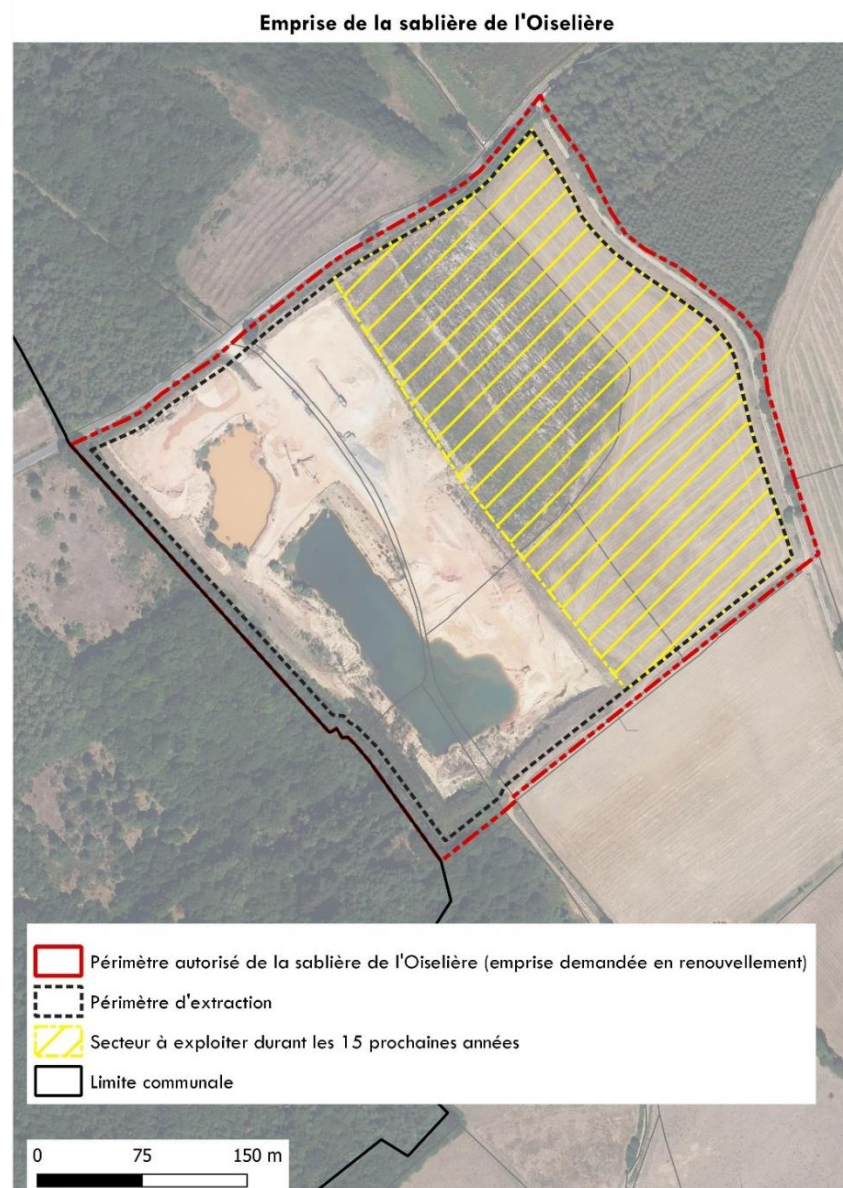 Emprise de la sablière de l'Oiselière
Périmètre autorisé de la sablière de l'Oiselière (emprise demandée en renouvellement)
Périmètre d'extraction
Secteur à exploiter durant les 15 prochaines années
Limite communale
0 75 150 m